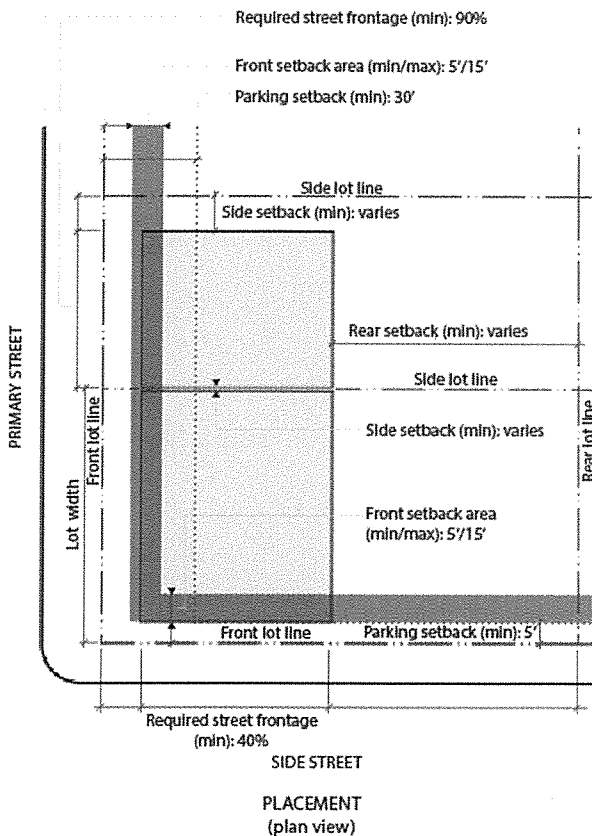 Required street frontage (min): 90%
Front setback area (min/max): 5'/15'
Parking setback (min): 30'
Side lot line
Side setback (min): varies
Rear setback (min): varies
Side lot line
PRIMARY STREET
Front lot line
Rear lot line
Side setback (min): varies
Lot width
Front setback area
(min/max): 5'/15'
Front lot line
Parking setback (min): 5'
Required street frontage
(min): 40%
SIDE STREET
PLACEMENT
(plan view)